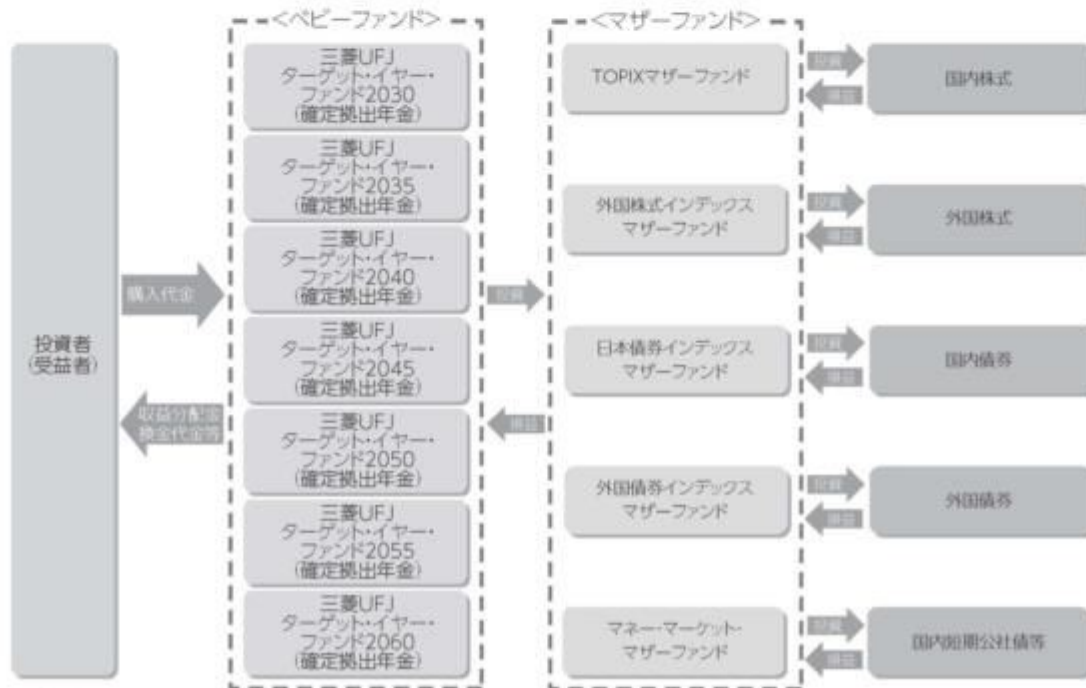 <ベビーファンド>
<マザーファンド>
投資者
(受益者)
購入代金
収益分配金
換金代金等
三菱UFJ
ターゲット・イヤー・
ファンド2030
(確定拠出年金)
三菱UFJ
ターゲット・イヤー・
ファンド2035
(確定拠出年金)
三菱UFJ
ターゲット・イヤー・
ファンド2040
(確定拠出年金)
三菱UFJ
ターゲット・イヤー・
ファンド2045
(確定拠出年金)
三菱UFJ
ターゲット・イヤー・
ファンド2050
(確定拠出年金)
三菱UFJ
ターゲット・イヤー・
ファンド2055
(確定拠出年金)
三菱UFJ
ターゲット・イヤー・
ファンド2060
(確定拠出年金)
投資
損益
TOPIXマザーファンド
投資
損益
国内株式
外国株式インデックス
マザーファンド
投資
損益
外国株式
日本債券インデックス
マザーファンド
投資
損益
国内債券
外国債券インデックス
マザーファンド
投資
損益
外国債券
マネー・マーケット・
マザーファンド
投資
損益
国内短期公社債等